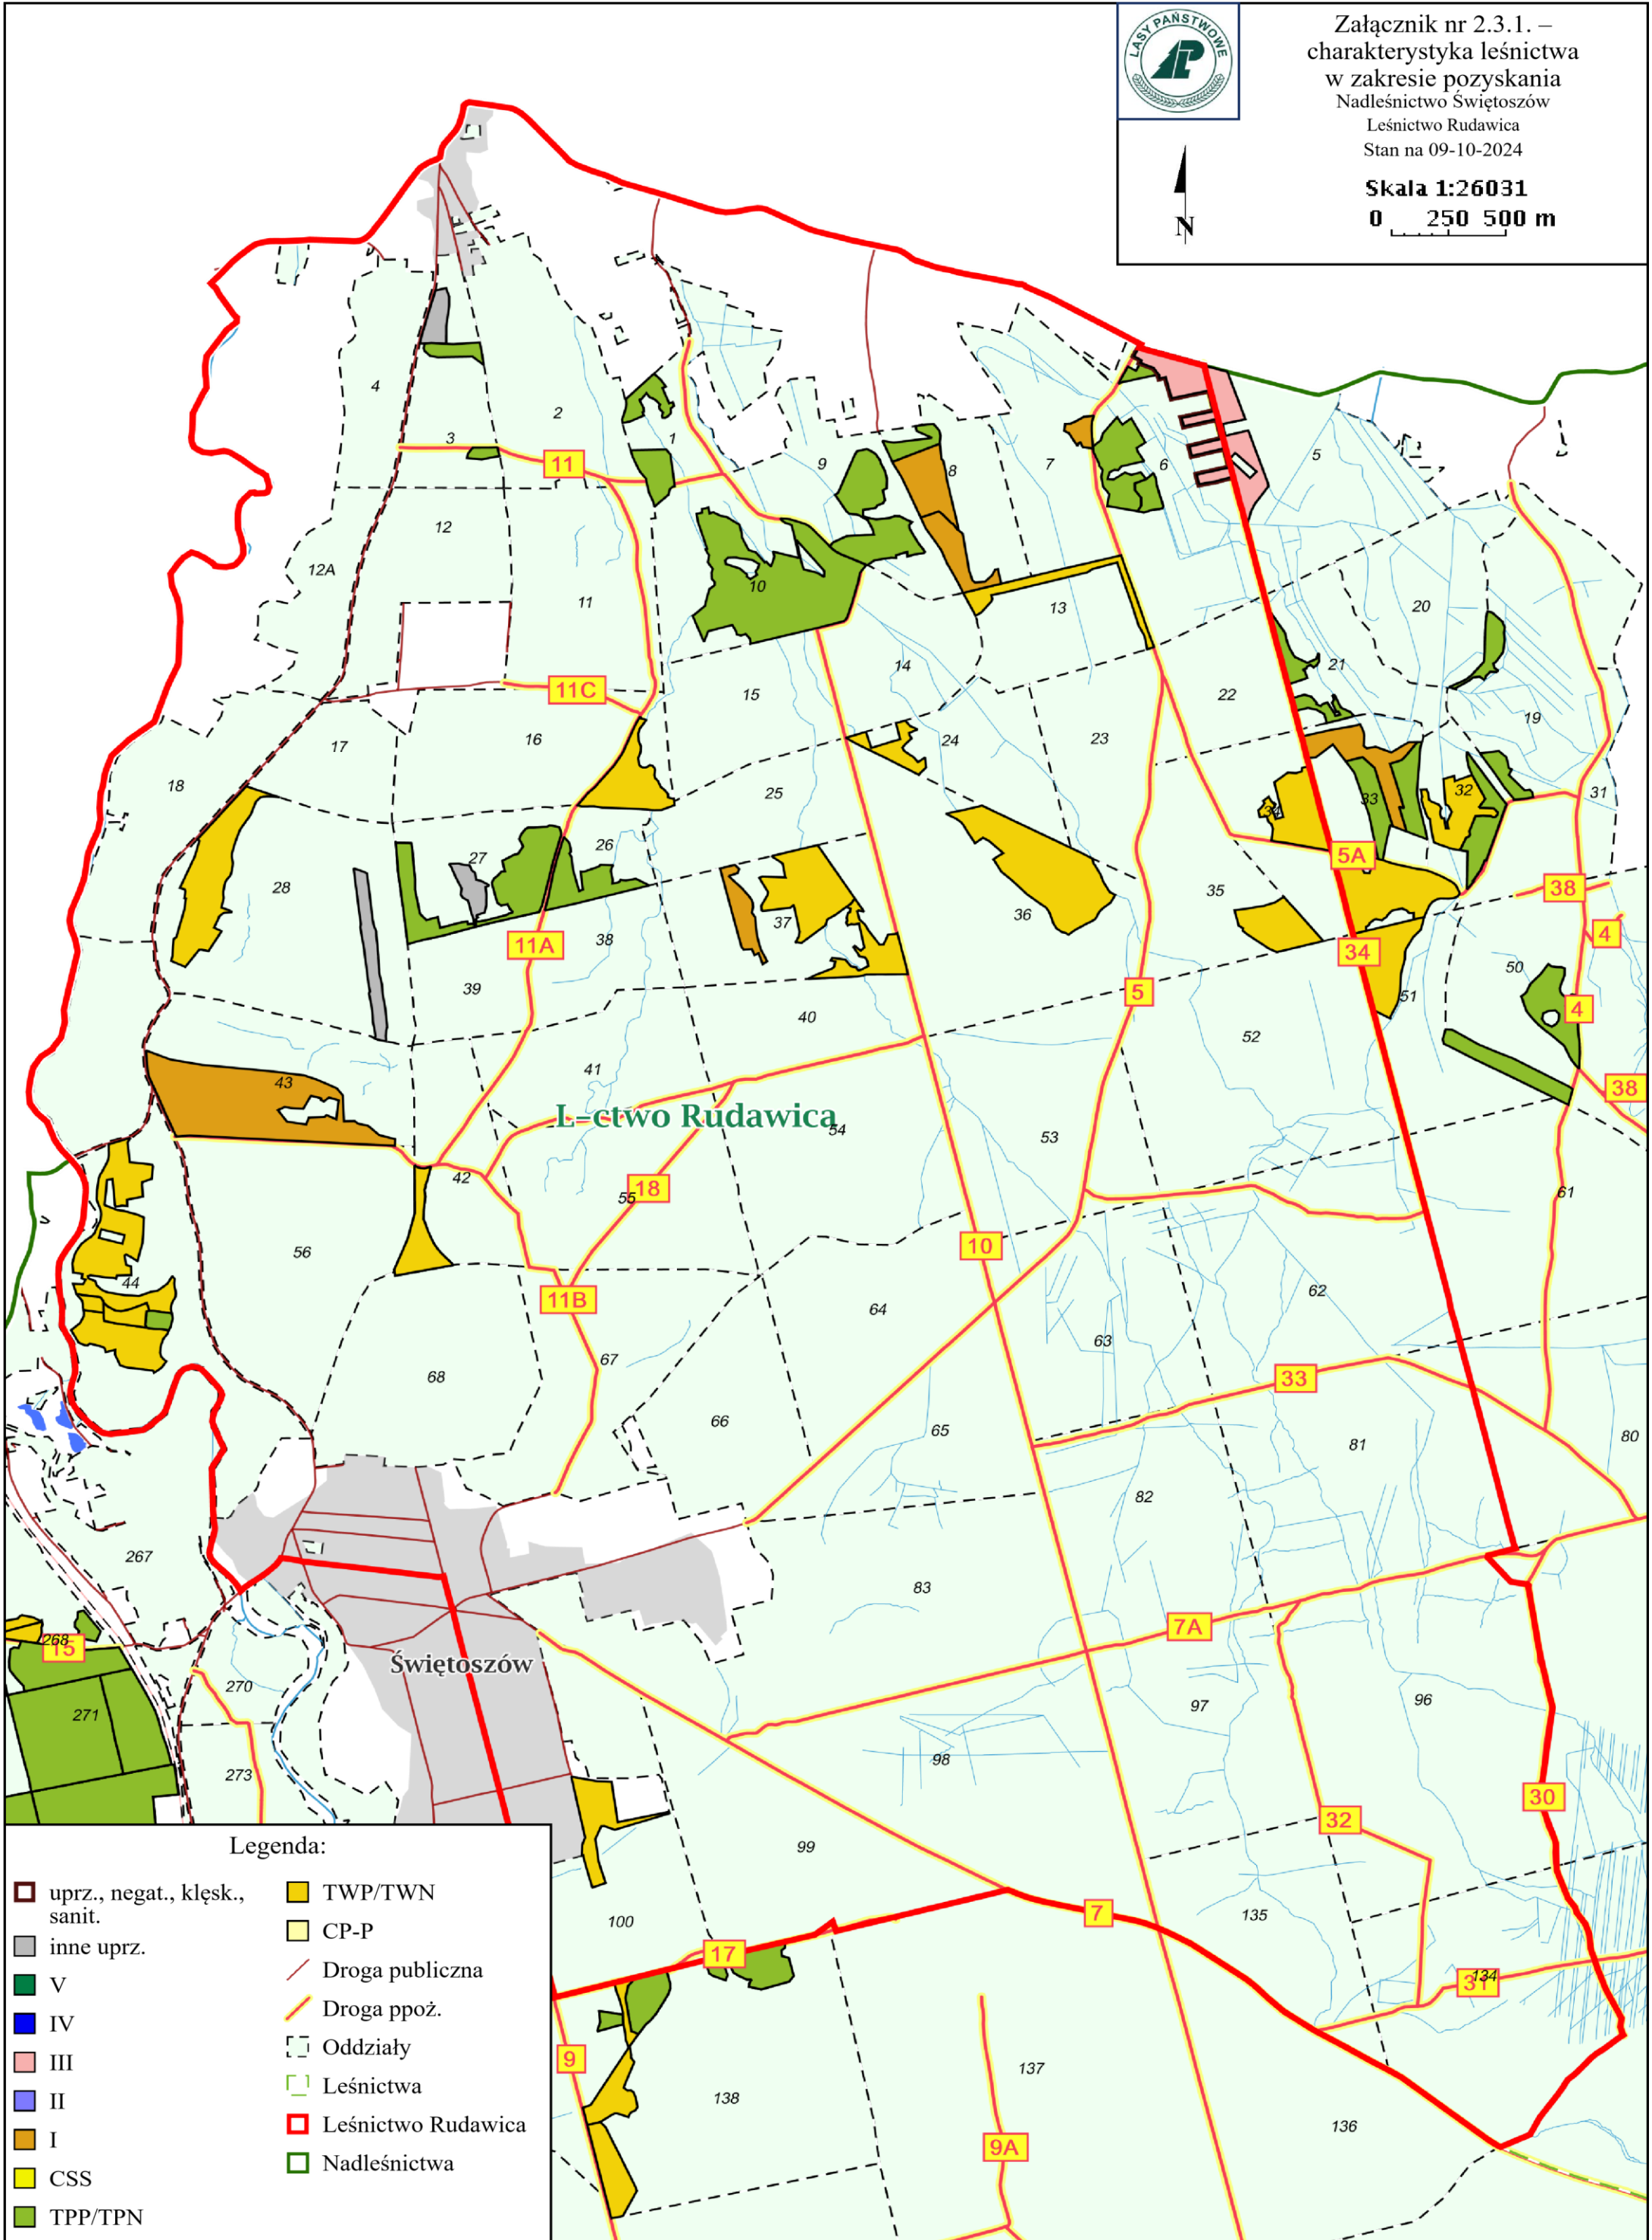 LASY PAŃSTWOWE
Załącznik nr 2.3.1. –
charakterystyka leśnictwa
w zakresie pozyskania
Nadleśnictwo Świętoszów
Leśnictwo Rudawica
Stan na 09-10-2024
Skala 1:26031
0 250 500 m
N
4
2
3
1
11
9
8
7
6
5
12
12A
11
10
13
20
21
14
15
22
19
11C
17
16
24
23
18
25
34
33
32
31
5A
28
27
26
35
38
36
37
38
11A
4
34
39
50
5
51
4
40
52
41
43
38
L-ctwo Rudawica
54
53
42
18
55
61
56
10
44
11B
62
64
63
67
33
68
66
65
81
80
82
267
83
7A
268
15
Świętoszów
270
271
97
96
98
273
30
32
99
100
7
135
17
31
134
9
137
138
136
9A
Legenda:
uprz., negat., klęsk.,
sanit.
inne uprz.
V
IV
III
II
I
CSS
TPP/TPN
TWP/TWN
CP-P
Droga publiczna
Droga ppoż.
Oddziały
Leśnictwa
Leśnictwo Rudawica
Nadleśnictwa